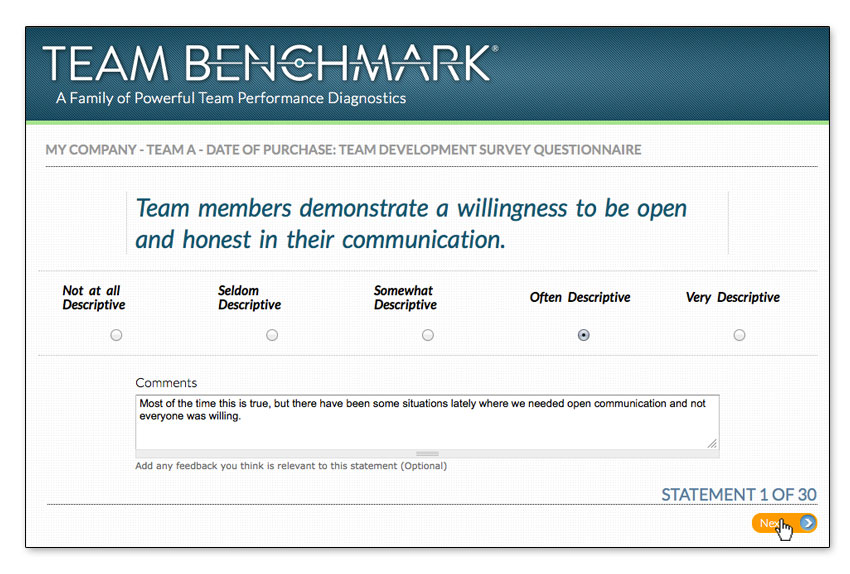 TEAM BENCHMARK®
A Family of Powerful Team Performance Diagnostics
MY COMPANY - TEAM A - DATE OF PURCHASE: TEAM DEVELOPMENT SURVEY QUESTIONNAIRE
Team members demonstrate a willingness to be open
and honest in their communication.
Not at all Descriptive
Seldom Descriptive
Somewhat Descriptive
Often Descriptive
Very Descriptive
Comments
Most of the time this is true, but there have been some situations lately where we needed open communication and not
everyone was willing.
Add any feedback you think is relevant to this statement (Optional)
STATEMENT 1 OF 30
Next